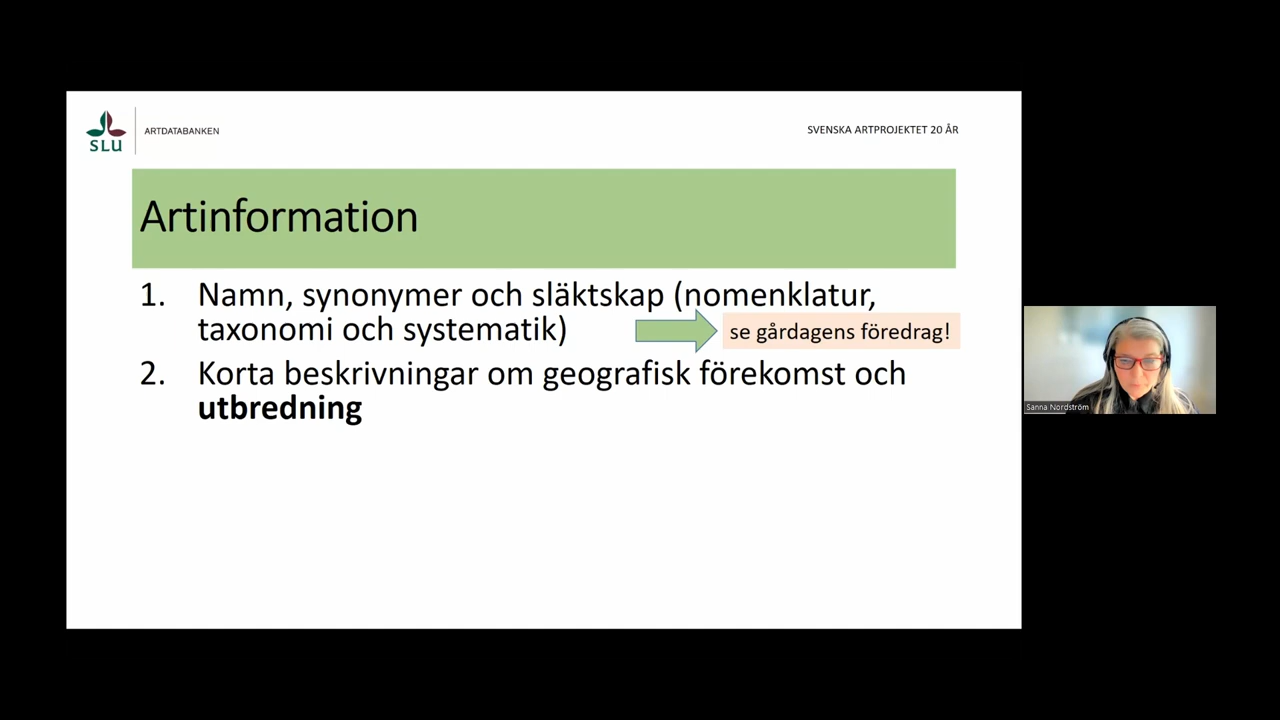 SLU
ARTDATABANKEN
SVENSKA ARTPROJEKTET 20 ÅR
Artinformation
1. Namn, synonymer och släktskap (nomenklatur,
taxonomi och systematik)
se gårdagens föredrag!
2. Korta beskrivningar om geografisk förekomst och
utbredning
Sanna Nordström